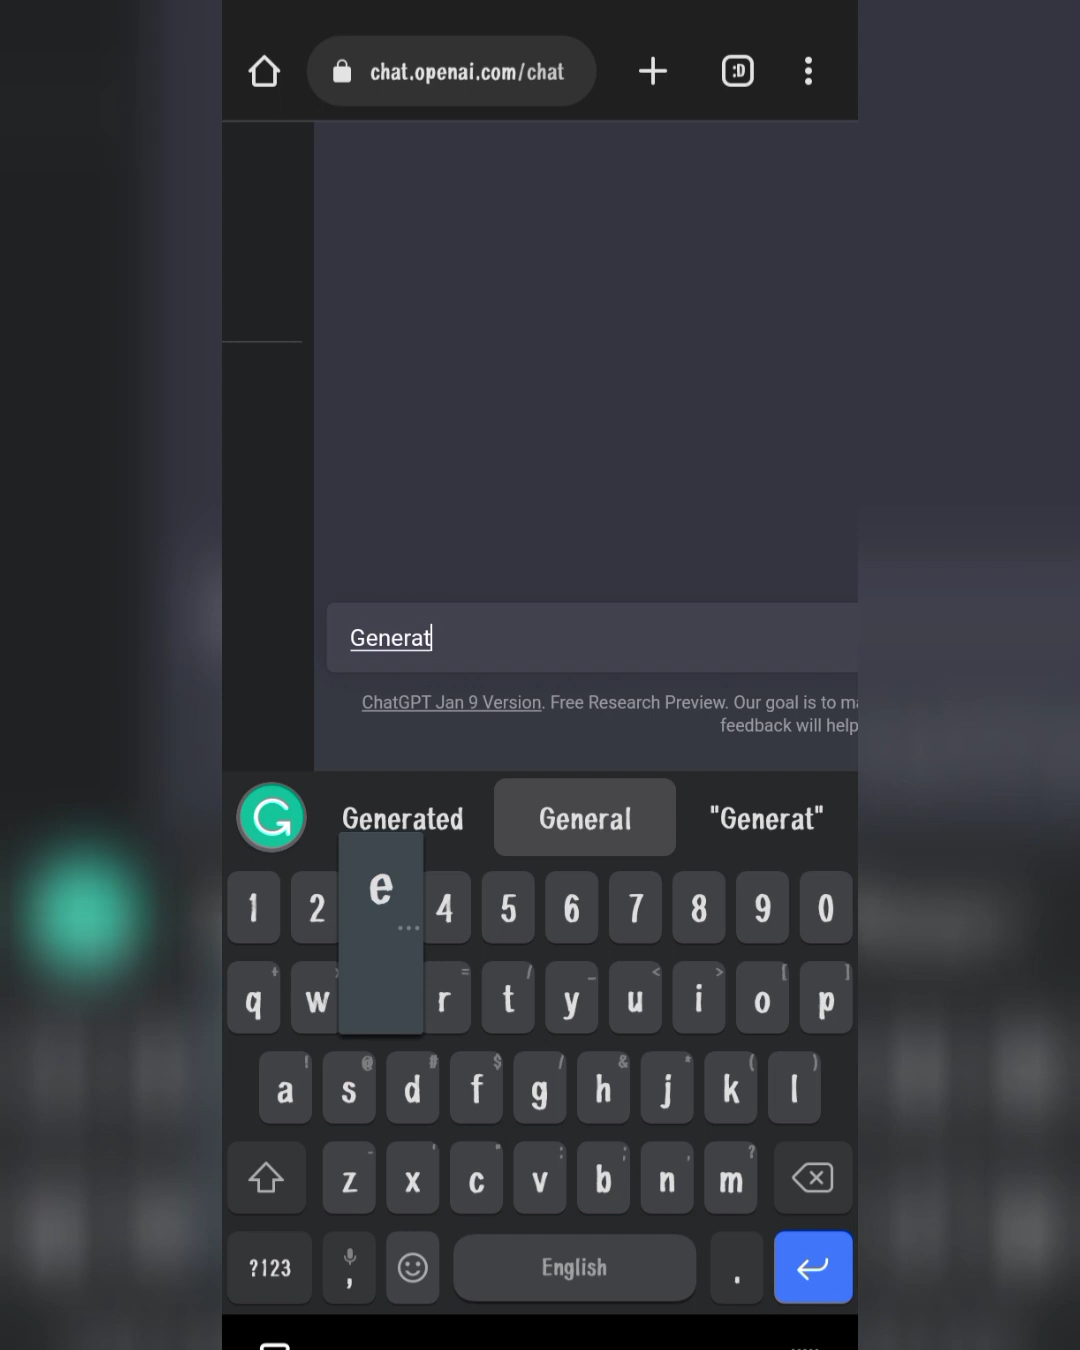 chat.openai.com/chat
:D
Generat
ChatGPT Jan 9 Version. Free Research Preview. Our goal is to ma
feedback will help
Generated General "Generat"
1 2 4 5 6 7 8 9 0
e
q w r t y u i o p
+ = / _ < > [ ]
a s d f g h j k l
! @ # $ / & * ( )
z x c v b n m
- ' " : ; , ?
?123 , English .